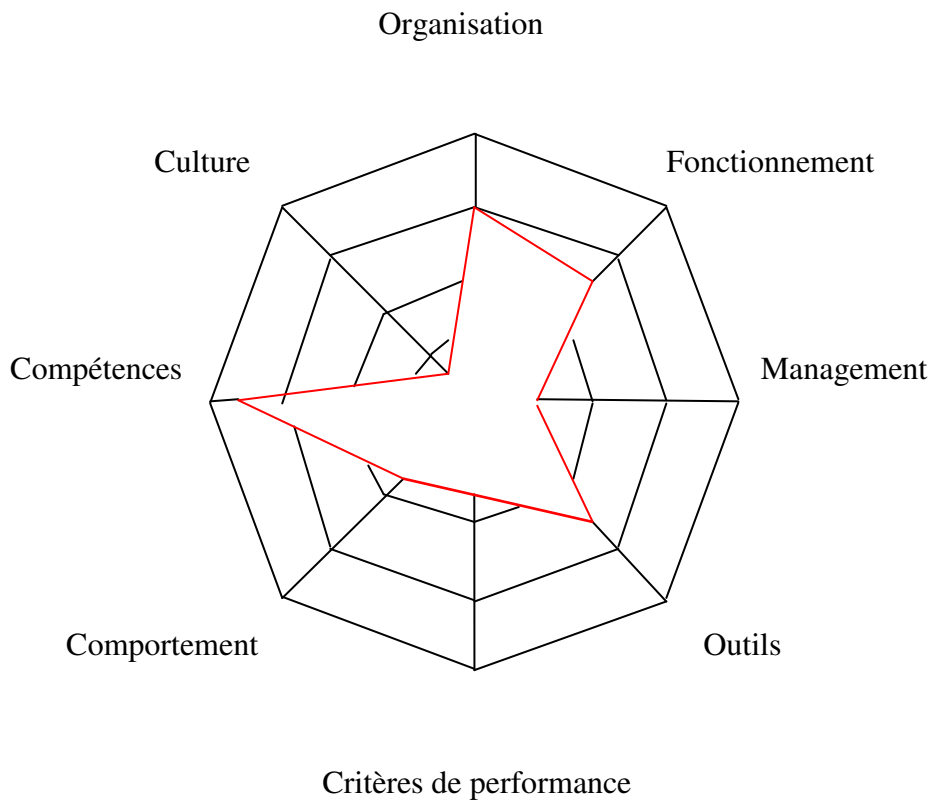 Organisation
Culture
Fonctionnement
Compétences
Management
Comportement
Outils
Critères de performance